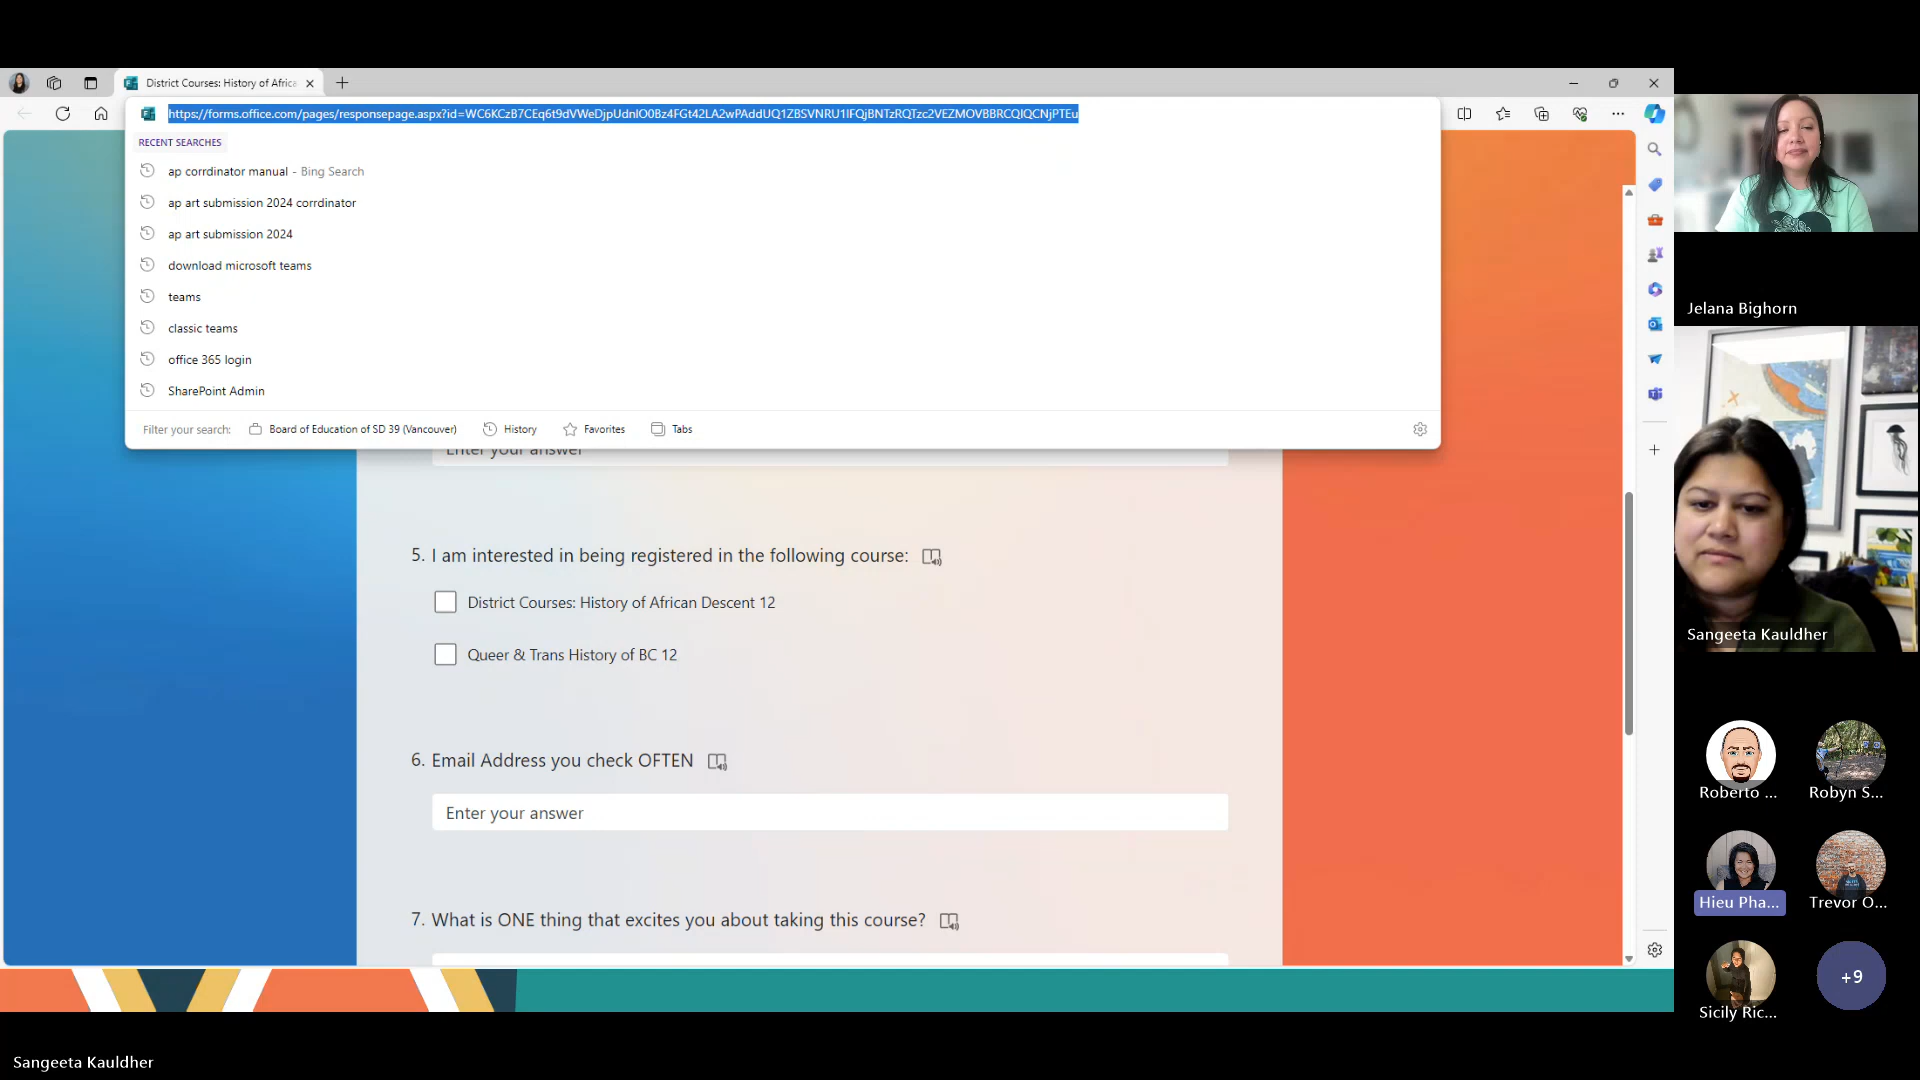 District Courses: History of Africa
https://forms.office.com/pages/responsepage.aspx?id=WC6KCzB7CEq6t9dVWeDjpUdnlO0Bz4FGt42LA2wPAddUQ1ZBSVNRU1lFQjBNTzRQTzc2VEZMOVBBRCQlQCNjPTEu
RECENT SEARCHES
ap corrdinator manual - Bing Search
ap art submission 2024 corrdinator
ap art submission 2024
download microsoft teams
teams
classic teams
office 365 login
SharePoint Admin
Filter your search: Board of Education of SD 39 (Vancouver) History Favorites Tabs
Enter your answer
5. I am interested in being registered in the following course:
District Courses: History of African Descent 12
Queer & Trans History of BC 12
6. Email Address you check OFTEN
Enter your answer
7. What is ONE thing that excites you about taking this course?
Jelana Bighorn
Sangeeta Kauldher
Roberto ...
Robyn S...
Hieu Pha...
Trevor O...
Sicily Ric...
+9
Sangeeta Kauldher